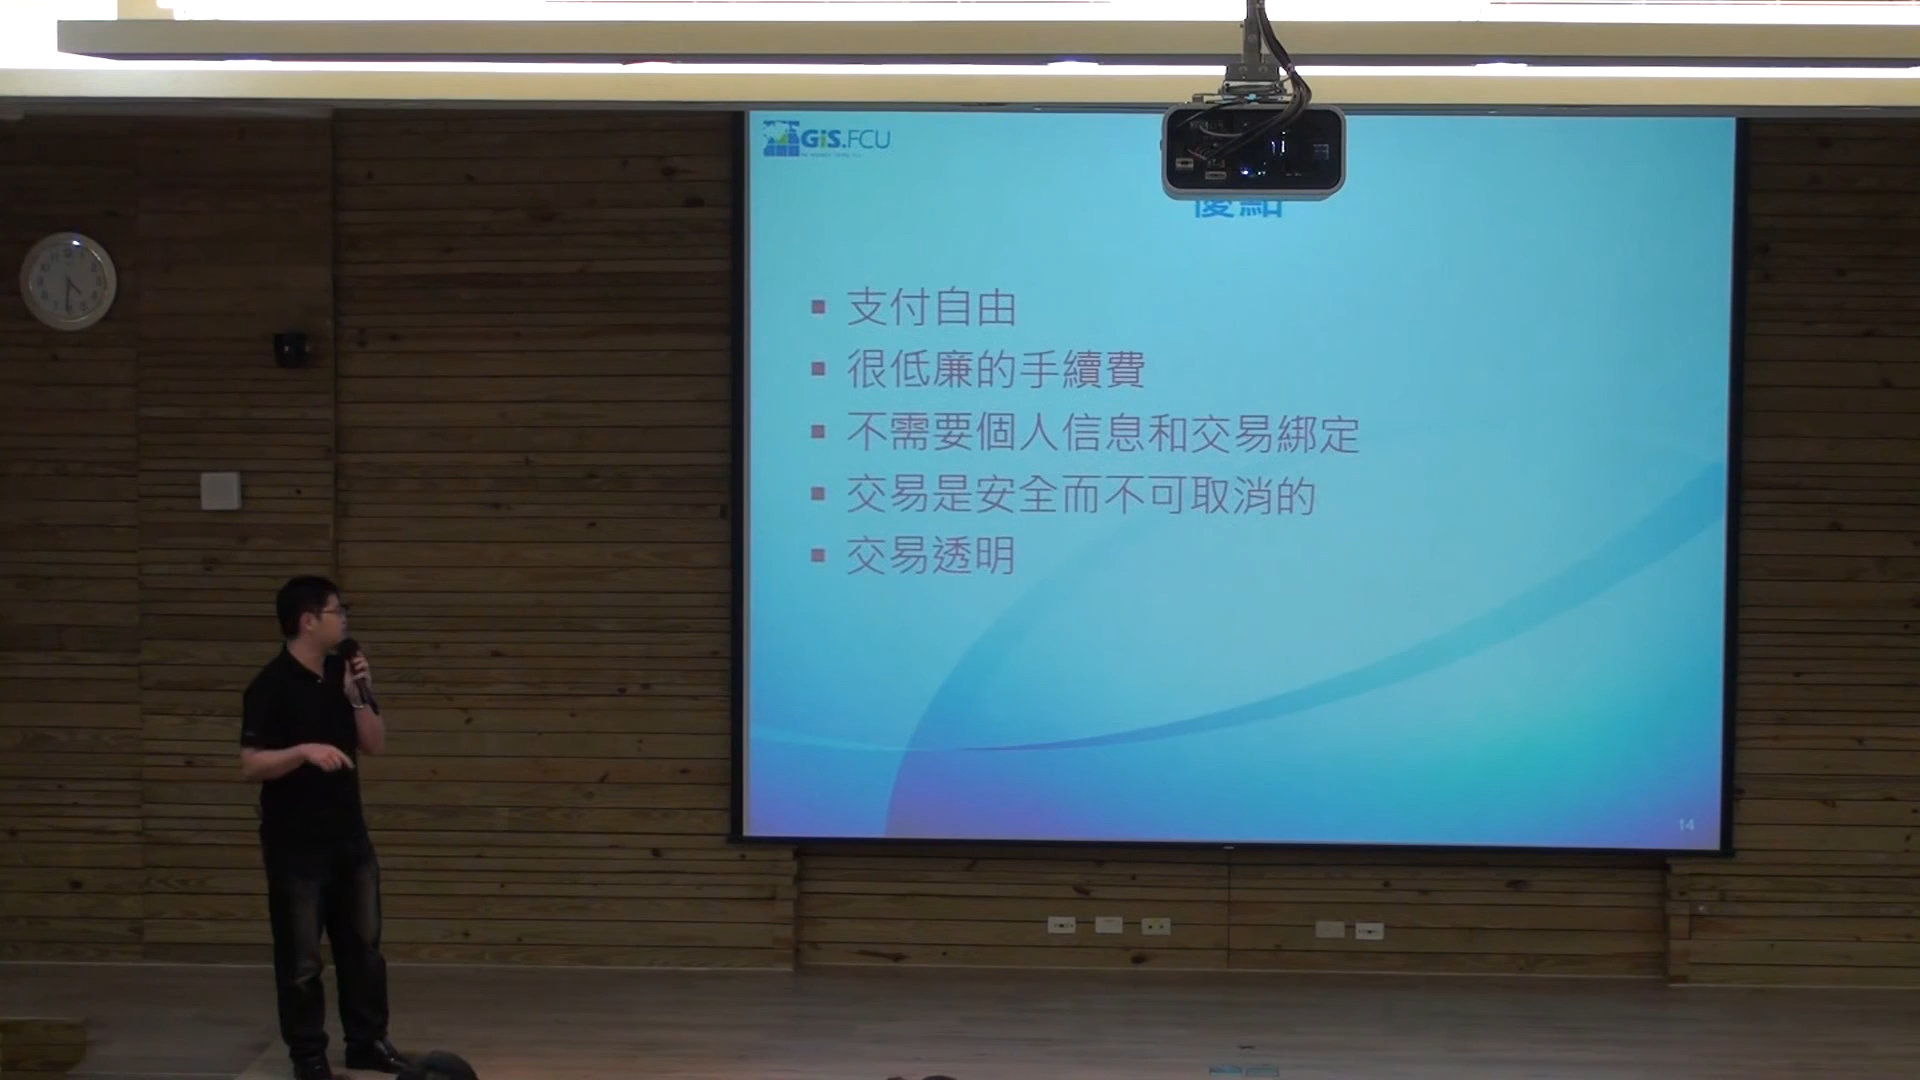 GiS.FCU
優點
支付自由
很低廉的手續費
不需要個人信息和交易綁定
交易是安全而不可取消的
交易透明
14